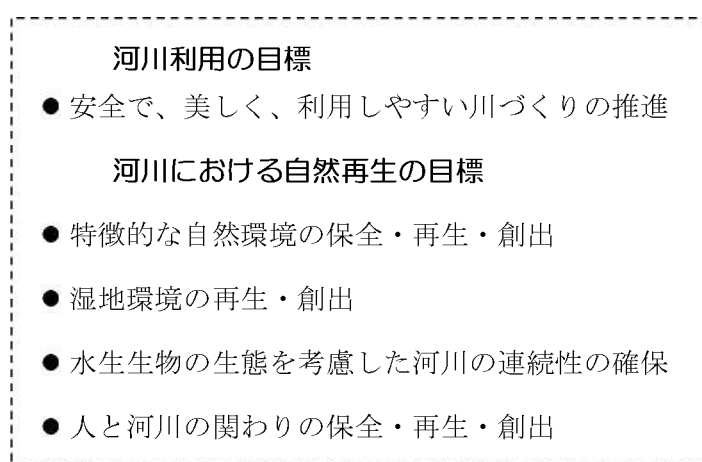 河川利用の目標
●安全で、美しく、利用しやすい川づくりの推進
河川における自然再生の目標
●特徴的な自然環境の保全・再生・創出
●湿地環境の再生・創出
●水生生物の生態を考慮した河川の連続性の確保
●人と河川の関わりの保全・再生・創出